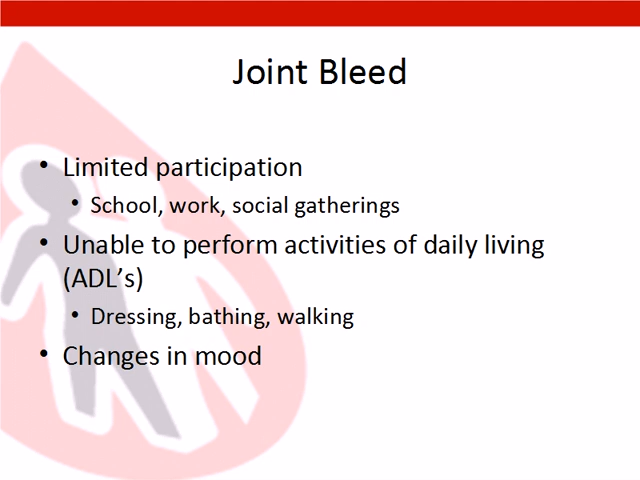 Joint Bleed
• Limited participation
• School, work, social gatherings
• Unable to perform activities of daily living
(ADL’s)
• Dressing, bathing, walking
• Changes in mood